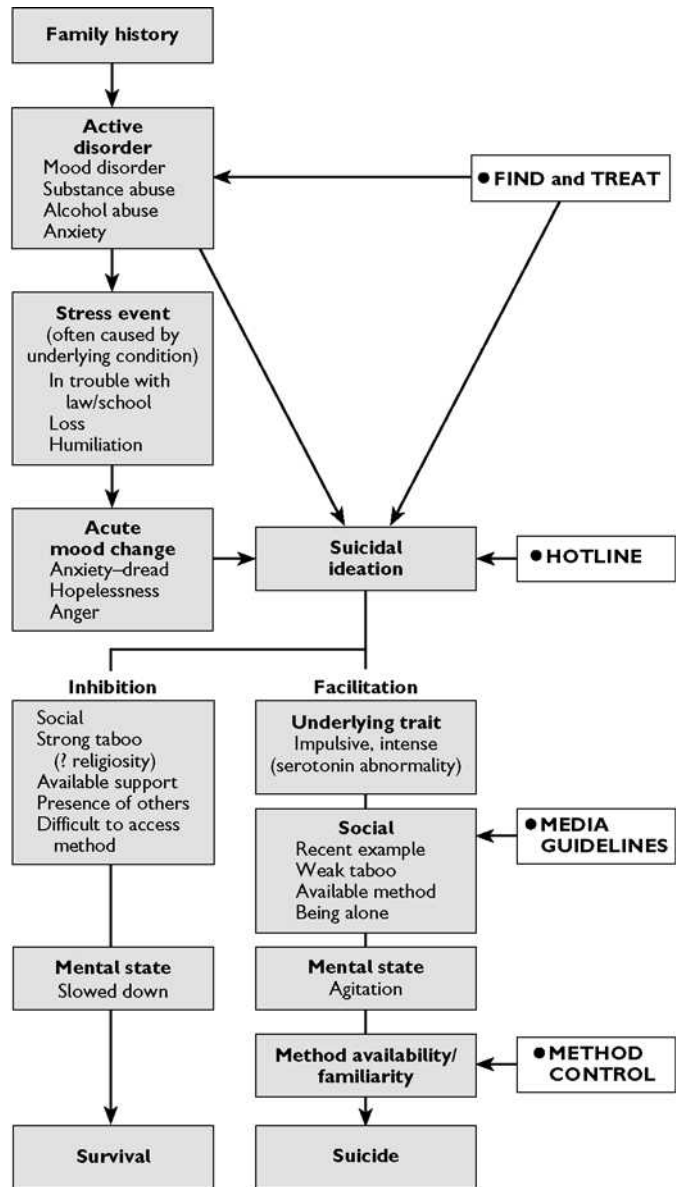 Family history
Active
disorder
Mood disorder
Substance abuse
Alcohol abuse
Anxiety
● FIND and TREAT
Stress event
(often caused by
underlying condition)
In trouble with
law/school
Loss
Humiliation
Acute
mood change
Anxiety–dread
Hopelessness
Anger
Suicidal
ideation
● HOTLINE
Inhibition
Social
Strong taboo
(? religiosity)
Available support
Presence of others
Difficult to access
method
Mental state
Slowed down
Survival
Facilitation
Underlying trait
Impulsive, intense
(serotonin abnormality)
Social
Recent example
Weak taboo
Available method
Being alone
● MEDIA
GUIDELINES
Mental state
Agitation
Method availability/
familiarity
● METHOD
CONTROL
Suicide